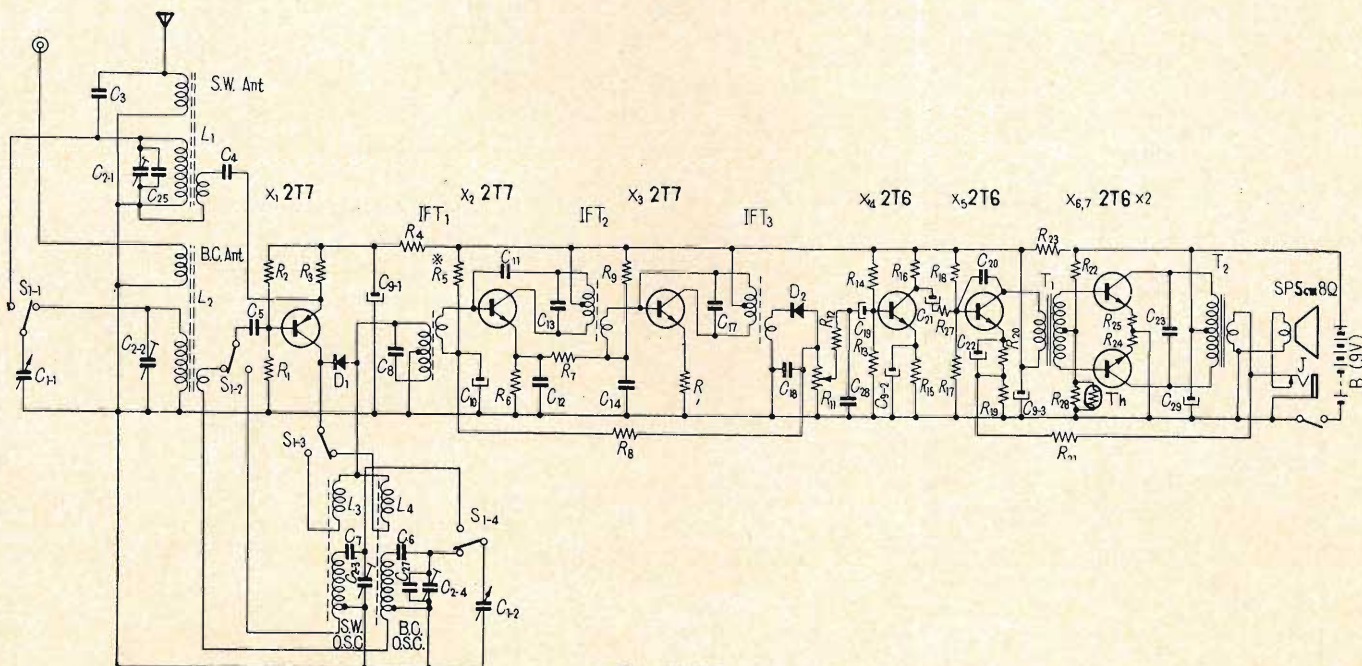 S.W. Ant
C3
L1
C2-1
C25
C4
X1 2T7
X2 2T7
X3 2T7
X4 2T6
X5 2T6
X6,7 2T6 ×2
IFT1
IFT2
IFT3
B.C. Ant
L2
S1-1
C2-2
C1-1
S1-2
C5
R2
R3
R1
D1
C9-1
R4
※
R5
C8
C10
C11
C13
R6
C12
R7
R9
C14
C17
R
D2
R12
C18
R11
R8
C28
C19
R14
R13
C9-2
R16
C21
R15
R27
R18
R17
C20
C22
R20
R19
C9-3
T1
R23
R22
R28
Th
R25
R24
C23
C29
T2
R21
SP5cm8Ω
J
B (9V)
S1-3
L3
L4
C7
C6
C2-3
C27
C2-4
S1-4
C1-2
S.W.
O.S.C.
B.C.
O.S.C.